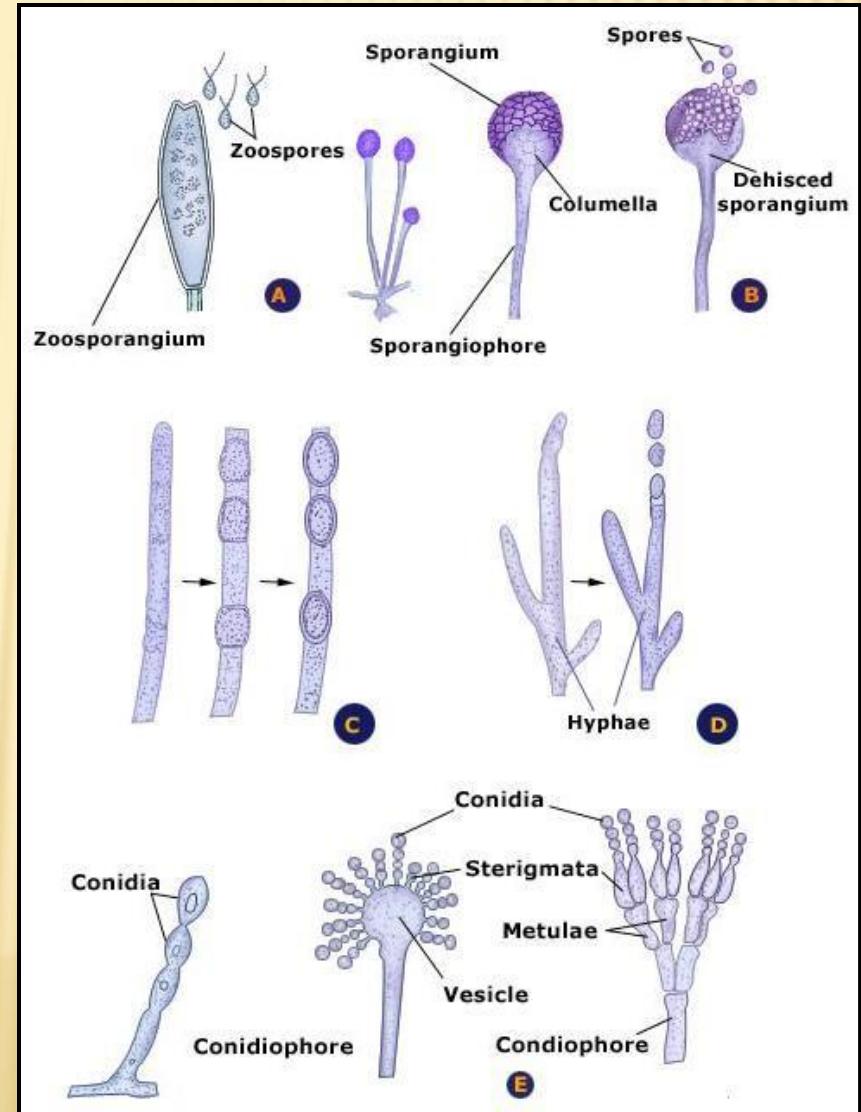 Sporangium
Spores
Zoospores
Columella
Dehisced
sporangium
A
B
Zoosporangium
Sporangiophore
C
Hyphae
D
Conidia
Conidia
Sterigmata
Metulae
Vesicle
Conidiophore
Condiophore
E